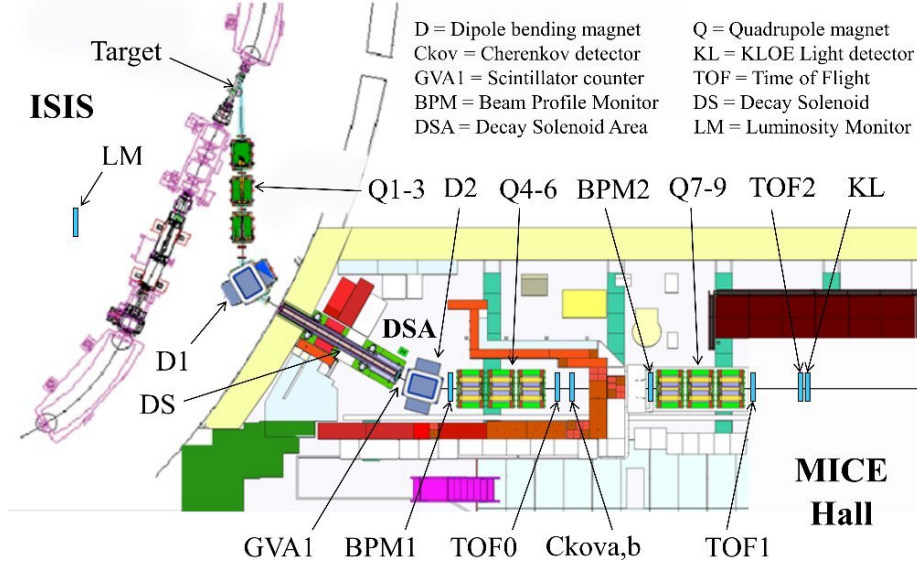 D = Dipole bending magnet
Ckov = Cherenkov detector
GVA1 = Scintillator counter
BPM = Beam Profile Monitor
DSA = Decay Solenoid Area
Q = Quadrupole magnet
KL = KLOE Light detector
TOF = Time of Flight
DS = Decay Solenoid
LM = Luminosity Monitor
Target
ISIS
LM
Q1-3
D2
Q4-6
BPM2
Q7-9
TOF2
KL
D1
DSA
DS
MICE
Hall
GVA1
BPM1
TOF0
Ckova,b
TOF1